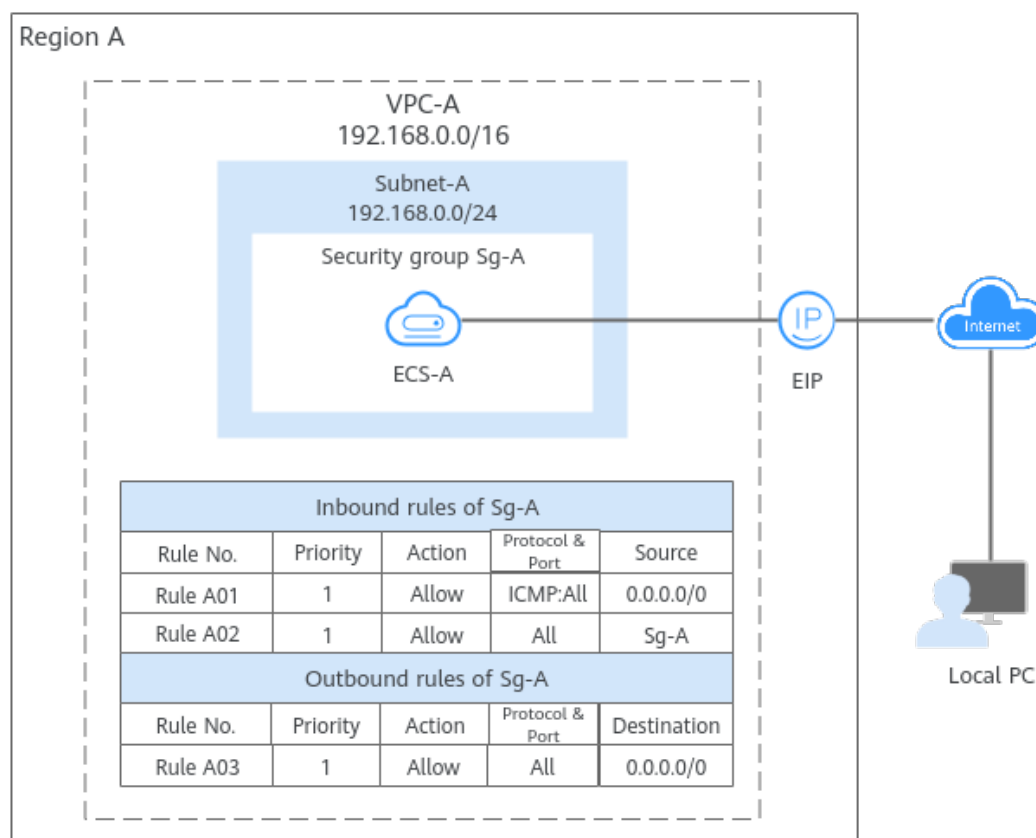 Region A
VPC-A
192.168.0.0/16
Subnet-A
192.168.0.0/24
Security group Sg-A
ECS-A
IP
EIP
Internet
Local PC
Inbound rules of Sg-A
Rule No. Priority Action Protocol & Port Source
Rule A01 1 Allow ICMP:All 0.0.0.0/0
Rule A02 1 Allow All Sg-A
Outbound rules of Sg-A
Rule No. Priority Action Protocol & Port Destination
Rule A03 1 Allow All 0.0.0.0/0